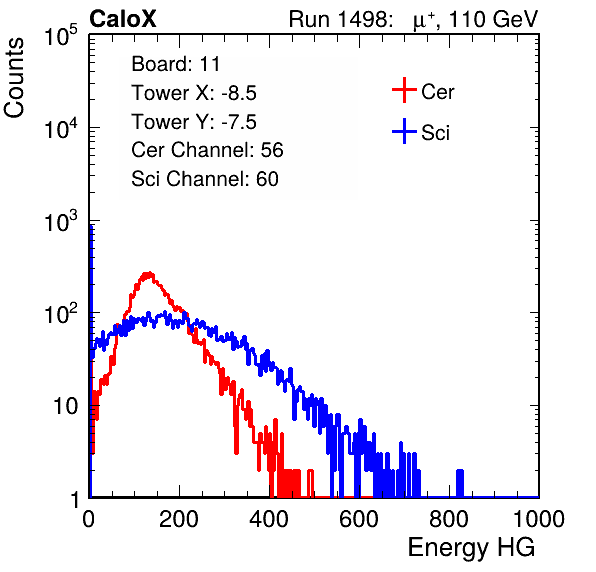 CaloX Run 1498: μ⁺, 110 GeV
Board: 11
Tower X: -8.5
Tower Y: -7.5
Cer Channel: 56
Sci Channel: 60
Cer
Sci
Counts
10⁵
10⁴
10³
10²
10
1
0 200 400 600 800 1000
Energy HG